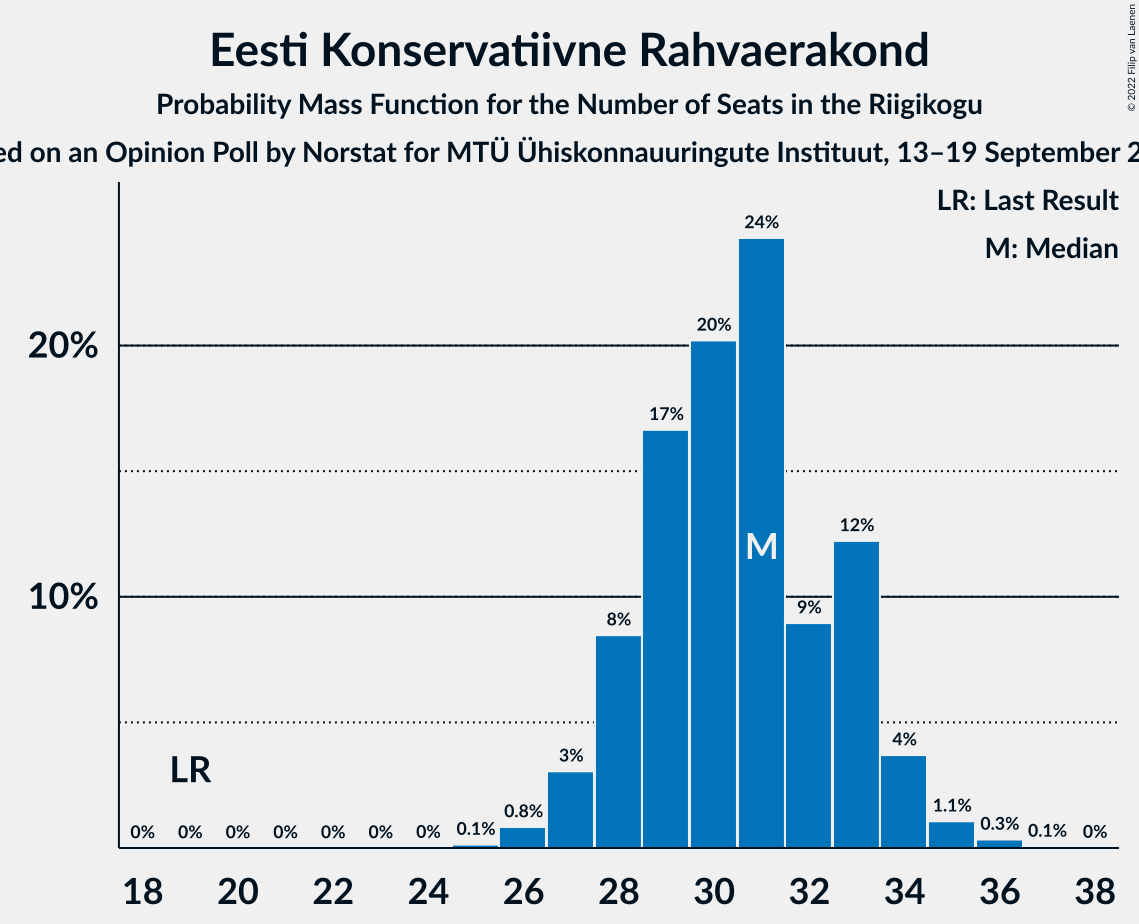 Eesti Konservatiivne Rahvaerakond
Probability Mass Function for the Number of Seats in the Riigikogu
ed on an Opinion Poll by Norstat for MTÜ Ühiskonnauuringute Instituut, 13–19 September 2
© 2022 Filip van Laenen
LR: Last Result
M: Median
24%
20%
20%
17%
12%
M
10%
9%
8%
4%
3%
LR
1.1%
0.8%
0.3%
0% 0% 0% 0% 0% 0% 0% 0.1% 0.1% 0%
18 20 22 24 26 28 30 32 34 36 38